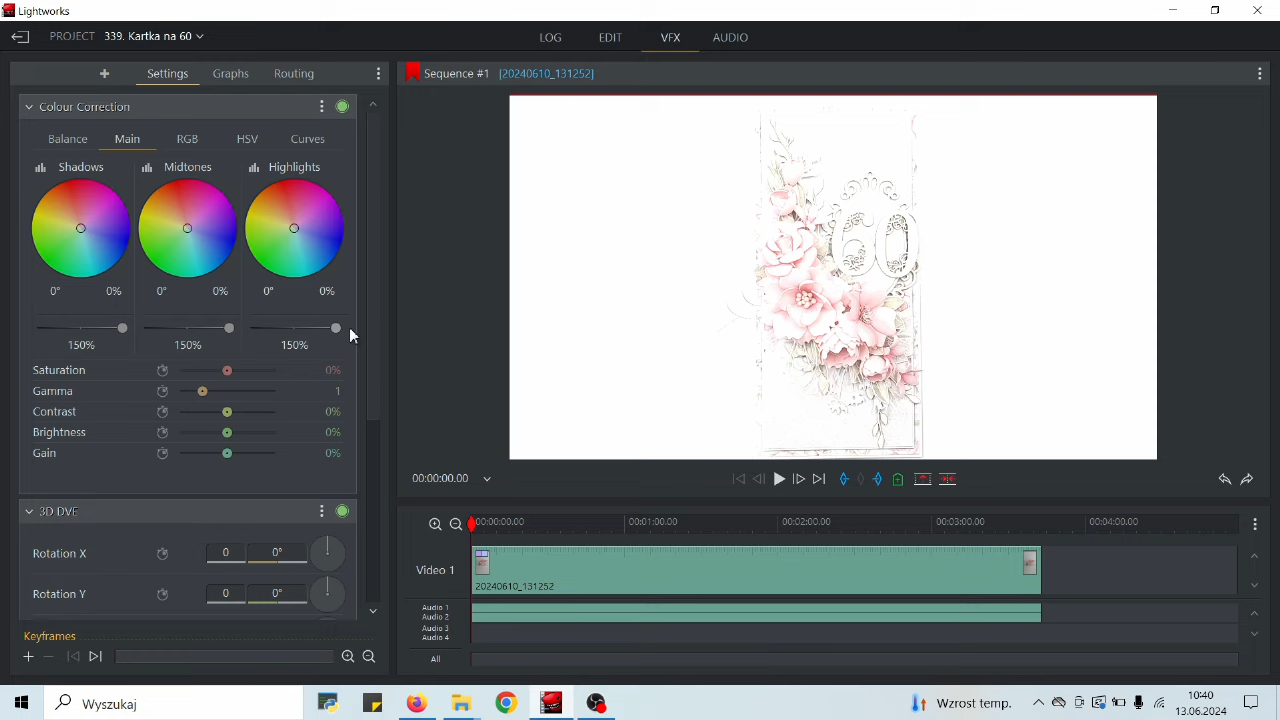 Lightworks
PROJECT 339. Kartka na 60
LOG EDIT VFX AUDIO
Settings Graphs Routing
Sequence #1 [20240610_131252]
Colour Correction
Balance Main RGB HSV Curves
Shadows Midtones Highlights
0° 0% 0° 0% 0° 0%
150% 150% 150%
Saturation 0%
Gamma 1
Contrast 0%
Brightness 0%
Gain 0%
3D DVE
Rotation X 0 0°
Rotation Y 0 0°
Keyframes
60
00:00:00.00
00:00:00.00 00:01:00.00 00:02:00.00 00:03:00.00 00:04:00.00
Video 1
20240610_131252
Audio 1
Audio 2
Audio 3
Audio 4
All
Wyszukaj
Wzrost temp.
10:40
13.06.2024